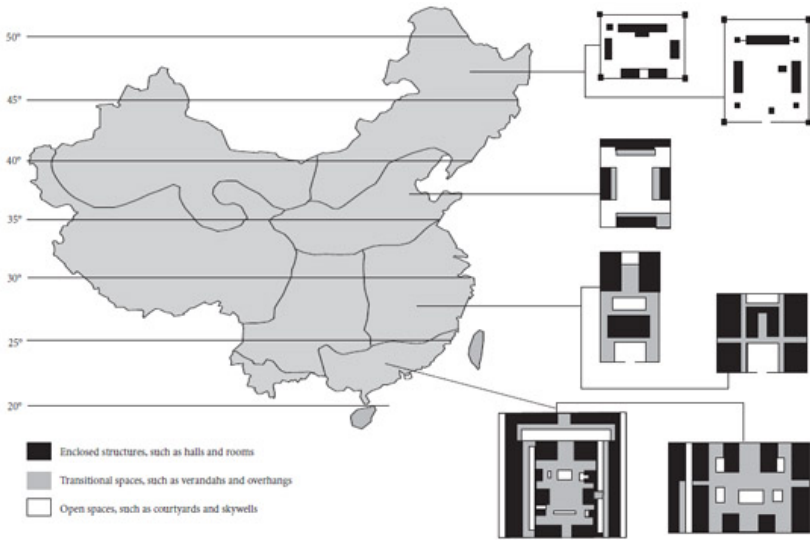 50°
45°
40°
35°
30°
25°
20°
Enclosed structures, such as halls and rooms
Transitional spaces, such as verandahs and overhangs
Open spaces, such as courtyards and skywells